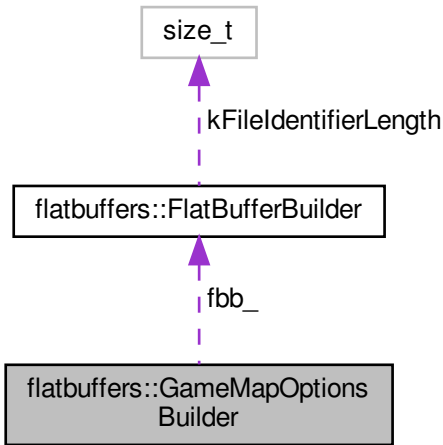 size_t
kFileIdentifierLength
flatbuffers::FlatBufferBuilder
fbb_
flatbuffers::GameMapOptions
Builder